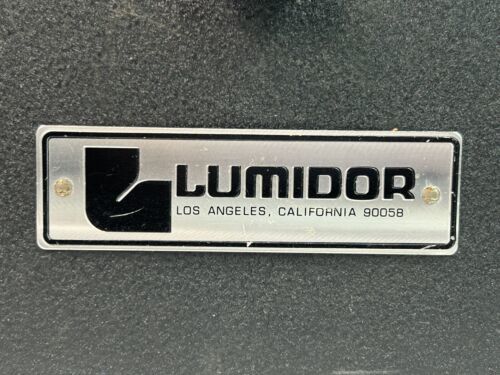 LUMIDOR
LOS ANGELES, CALIFORNIA 90058